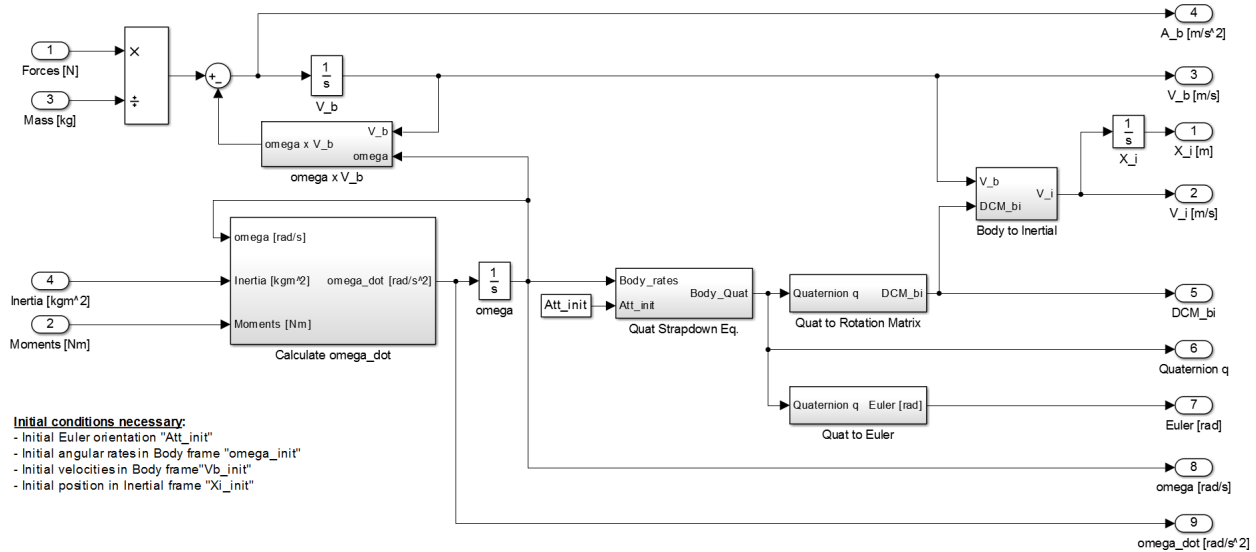 4
A_b [m/s^2]
1
Forces [N]
×
÷
3
Mass [kg]
+
−
1
s
V_b
3
V_b [m/s]
V_b
omega x V_b
omega
omega x V_b
1
s
X_i
1
X_i [m]
V_b
V_i
DCM_bi
Body to Inertial
2
V_i [m/s]
omega [rad/s]
4
Inertia [kgm^2]
Inertia [kgm^2]
omega_dot [rad/s^2]
2
Moments [Nm]
Moments [Nm]
Calculate omega_dot
1
s
omega
Att_init
Body_rates
Body_Quat
Att_init
Quat Strapdown Eq.
Quaternion q
DCM_bi
Quat to Rotation Matrix
5
DCM_bi
6
Quaternion q
Quaternion q
Euler [rad]
Quat to Euler
7
Euler [rad]
8
omega [rad/s]
9
omega_dot [rad/s^2]
Initial conditions necessary:
- Initial Euler orientation "Att_init"
- Initial angular rates in Body frame "omega_init"
- Initial velocities in Body frame"Vb_init"
- Initial position in Inertial frame "Xi_init"